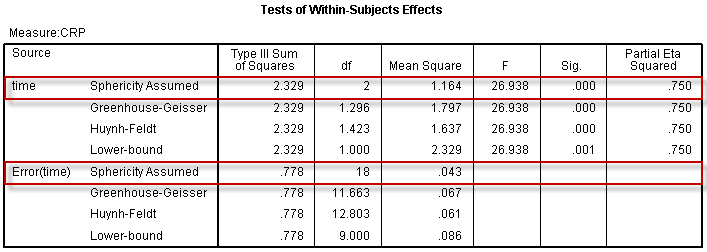 Tests of Within-Subjects Effects
Measure:CRP
Source Type III Sum of Squares df Mean Square F Sig. Partial Eta Squared
time Sphericity Assumed 2.329 2 1.164 26.938 .000 .750
Greenhouse-Geisser 2.329 1.296 1.797 26.938 .000 .750
Huynh-Feldt 2.329 1.423 1.637 26.938 .000 .750
Lower-bound 2.329 1.000 2.329 26.938 .001 .750
Error(time) Sphericity Assumed .778 18 .043
Greenhouse-Geisser .778 11.663 .067
Huynh-Feldt .778 12.803 .061
Lower-bound .778 9.000 .086